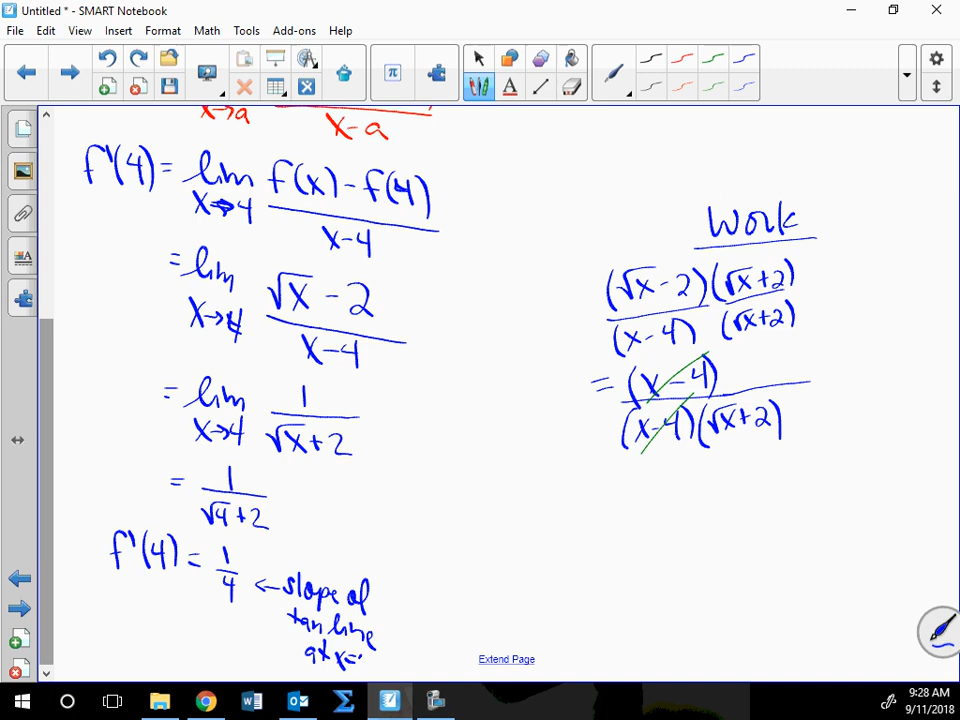 Untitled * - SMART Notebook
File Edit View Insert Format Math Tools Add-ons Help
x→a x-a
f'(4) = lim f(x) - f(4)
x→4 x-4
= lim √x - 2
x→4 x-4
= lim 1
x→4 √x + 2
= 1
√4 + 2
f'(4) = 1
4 ← slope of
tan line
at x=
Work
(√x - 2) (√x + 2)
(x - 4) (√x + 2)
= (x - 4)
(x - 4)(√x + 2)
Extend Page
9:28 AM
9/11/2018